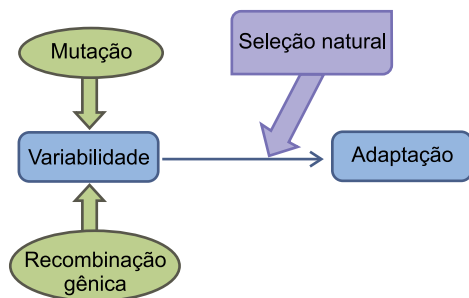 Mutação
Seleção natural
Variabilidade
Adaptação
Recombinação
gênica